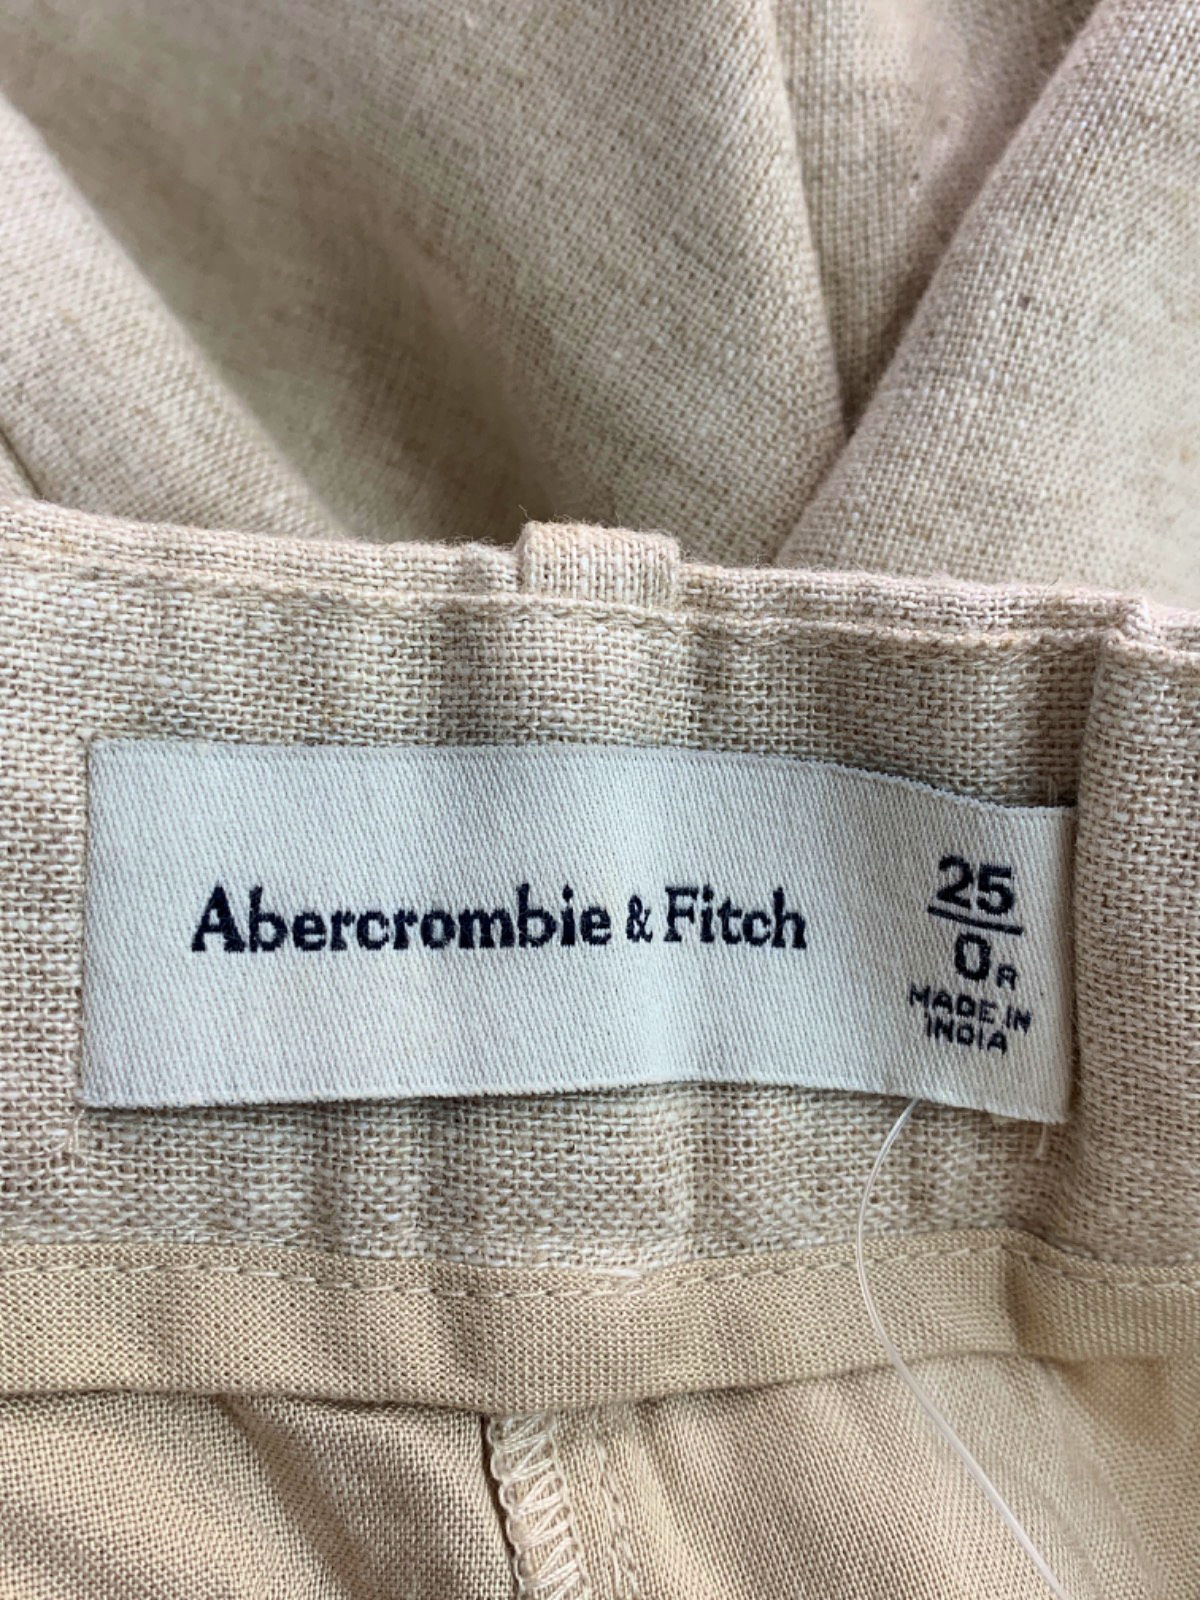 Abercrombie & Fitch
25
0R
MADE IN
INDIA